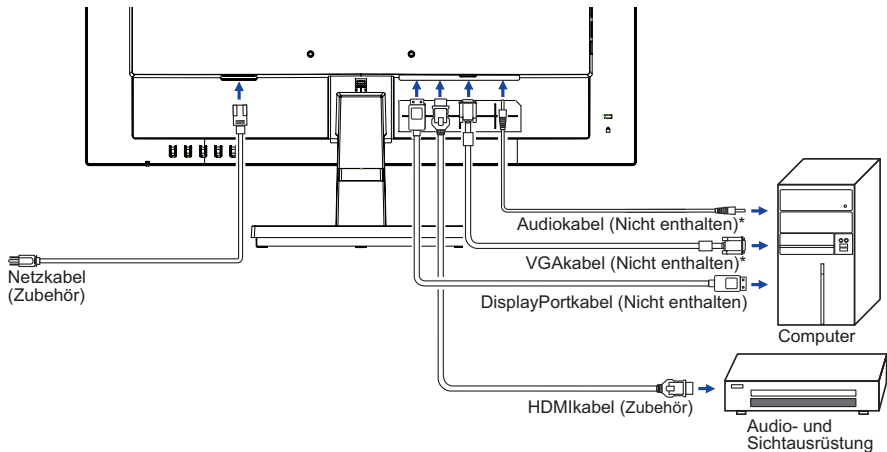 Audiokabel (Nicht enthalten)*
VGAkabel (Nicht enthalten)*
Netzkabel
(Zubehör)
DisplayPortkabel (Nicht enthalten)
Computer
HDMIkabel (Zubehör)
Audio- und
Sichtausrüstung